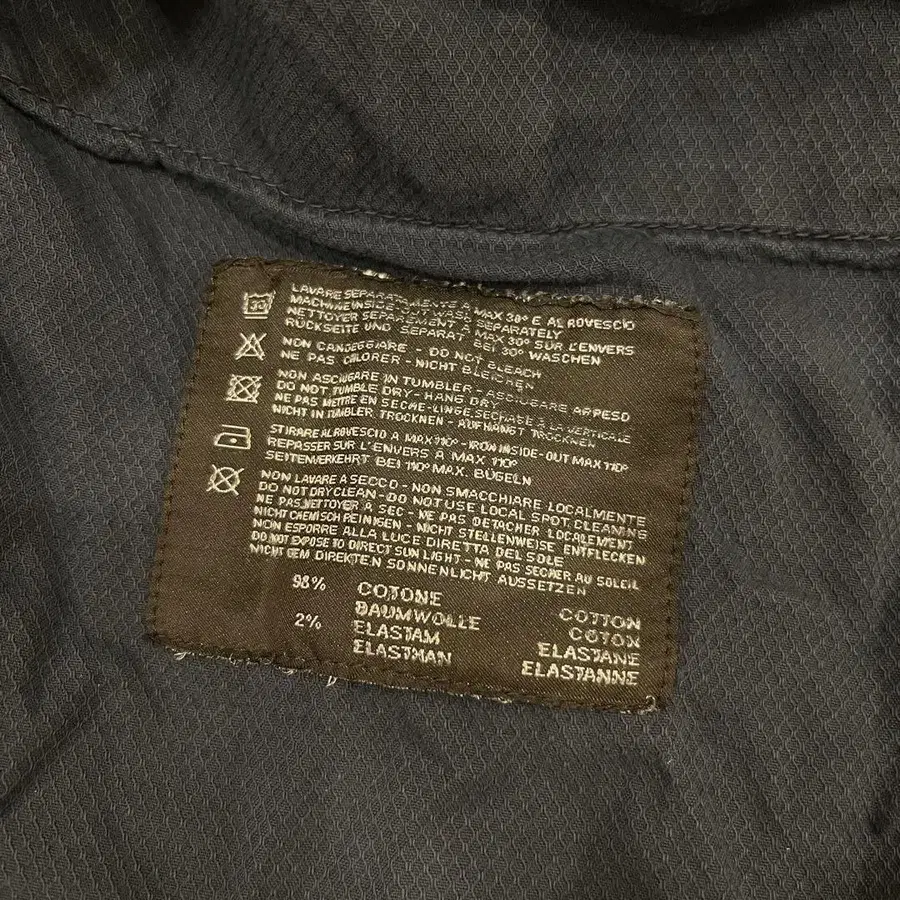 30
LAVARE SEPARATAMENTE MAX 30° E AL ROVESCIO
MACHINE INSIDE-OUT WASH SEPARATELY
NETTOYER SEPAREMENT A MAX 30° SUR L'ENVERS
RÜCKSEITE UND SEPARAT BEI 30° WASCHEN
NON CANDEGGIARE - DO NOT BLEACH
NE PAS CHLORER - NICHT BLEICHEN
NON ASCIUGARE IN TUMBLER - ASCIUGARE APPESO
DO NOT TUMBLE DRY - HANG DRY
NE PAS METTRE EN SECHE-LINGE, SECHAGE A LA VERTICALE
NICHT IN TUMBLER TROCKNEN - AUFHANGT TROCKNEN
STIRARE AL ROVESCIO A MAX 110° - IRON INSIDE-OUT MAX 110°
REPASSER SUR L'ENVERS A MAX 110°
SEITENVERKEHRT BEI 110° MAX. BÜGELN
NON LAVARE A SECCO - NON SMACCHIARE LOCALMENTE
DO NOT DRY CLEAN - DO NOT USE LOCAL SPOT CLEANING
NE PAS NETTOYER A SEC - NE PAS DETACHER LOCALEMENT
NICHT CHEMISCH REINIGEN - NICHT STELLENWEISE ENTFLECKEN
NON ESPORRE ALLA LUCE DIRETTA DEL SOLE
DO NOT EXPOSE TO DIRECT SUN LIGHT - NE PAS SECHER AU SOLEIL
NICHT DEM DIREKTEN SONNENLICHT AUSSETZEN
98% COTONE COTTON
BAUMWOLLE COTON
2% ELASTAM ELASTANE
ELASTHAN ELASTANNE